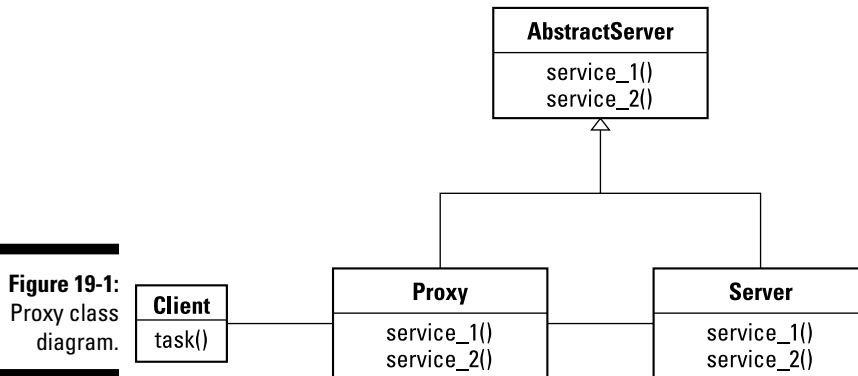 AbstractServer
service_1()
service_2()
Figure 19-1:
Proxy class
diagram.
Client
task()
Proxy
service_1()
service_2()
Server
service_1()
service_2()